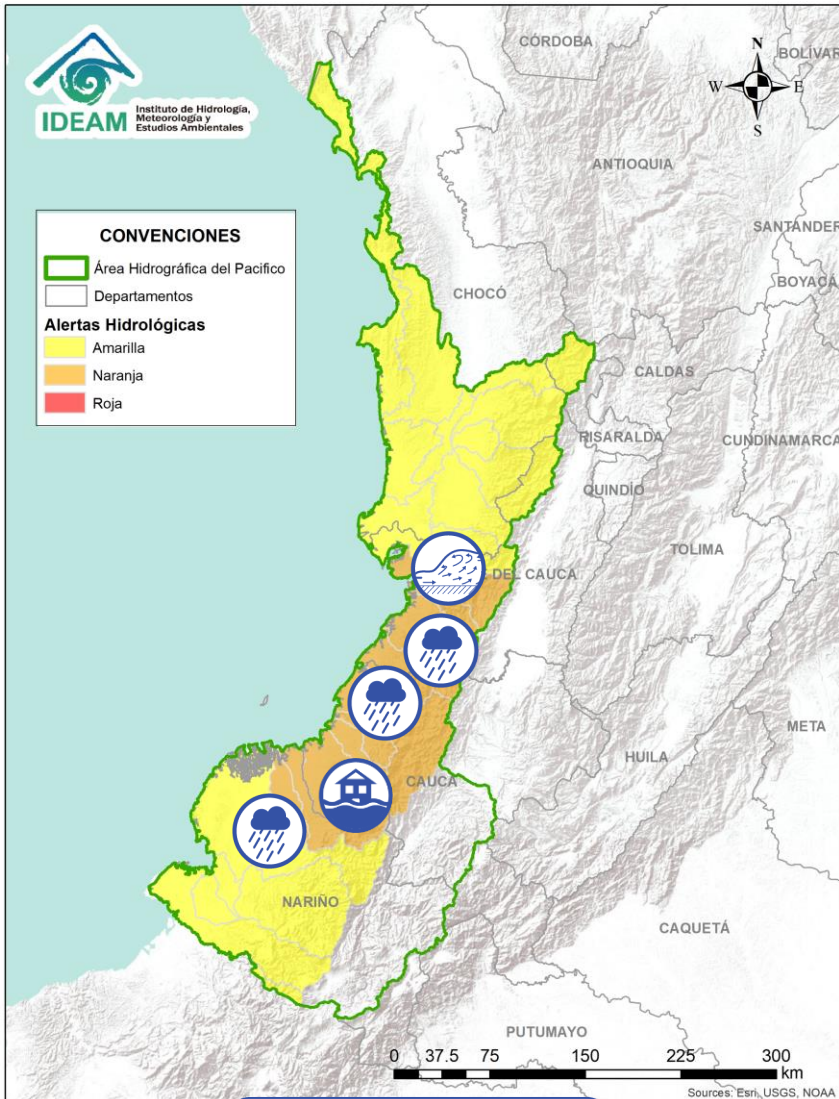 IDEAM
Instituto de Hidrología,
Meteorología y
Estudios Ambientales
CÓRDOBA
BOLÍVAR
N
W
E
S
ANTIOQUIA
SANTANDER
CONVENCIONES
Área Hidrográfica del Pacifico
Departamentos
Alertas Hidrológicas
Amarilla
Naranja
Roja
BOYACÁ
CHOCÓ
CALDAS
RISARALDA
CUNDINAMARCA
QUINDÍO
TOLIMA
DEL CAUCA
META
HUILA
CAUCA
NARIÑO
CAQUETÁ
PUTUMAYO
0 37.5 75 150 225 300
km
Sources: Esri, USGS, NOAA